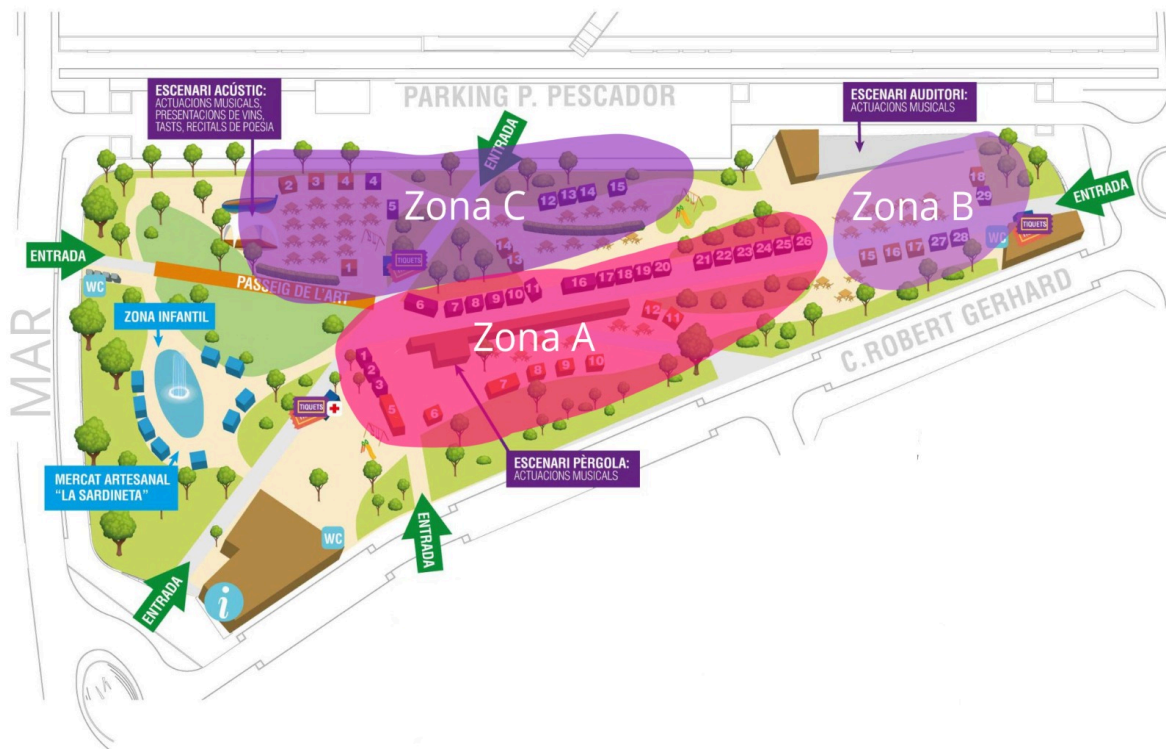 ESCENARI ACÚSTIC:
ACTUACIONS MUSICALS,
PRESENTACIONS DE VINS,
TASTS, RECITALS DE POESIA
PARKING P. PESCADOR
ESCENARI AUDITORI:
ACTUACIONS MUSICALS
ENTRADA
2 3 4 4
5
Zona C
12 13 14 15
18
29
Zona B
ENTRADA
TIQUETS
WC
15 16 17 27 28
ENTRADA
14
13
1
TIQUETS
PASSEIG DE L'ART
WC
21 22 23 24 25 26
16 17 18 19 20
6 7 8 9 10 11
ZONA INFANTIL
Zona A
12 11
C. ROBERT GERHARD
MAR
1
2
3
5
6
7 8 9 10
TIQUETS
MERCAT ARTESANAL
"LA SARDINETA"
ESCENARI PÈRGOLA:
ACTUACIONS MUSICALS
WC
ENTRADA
ENTRADA
i